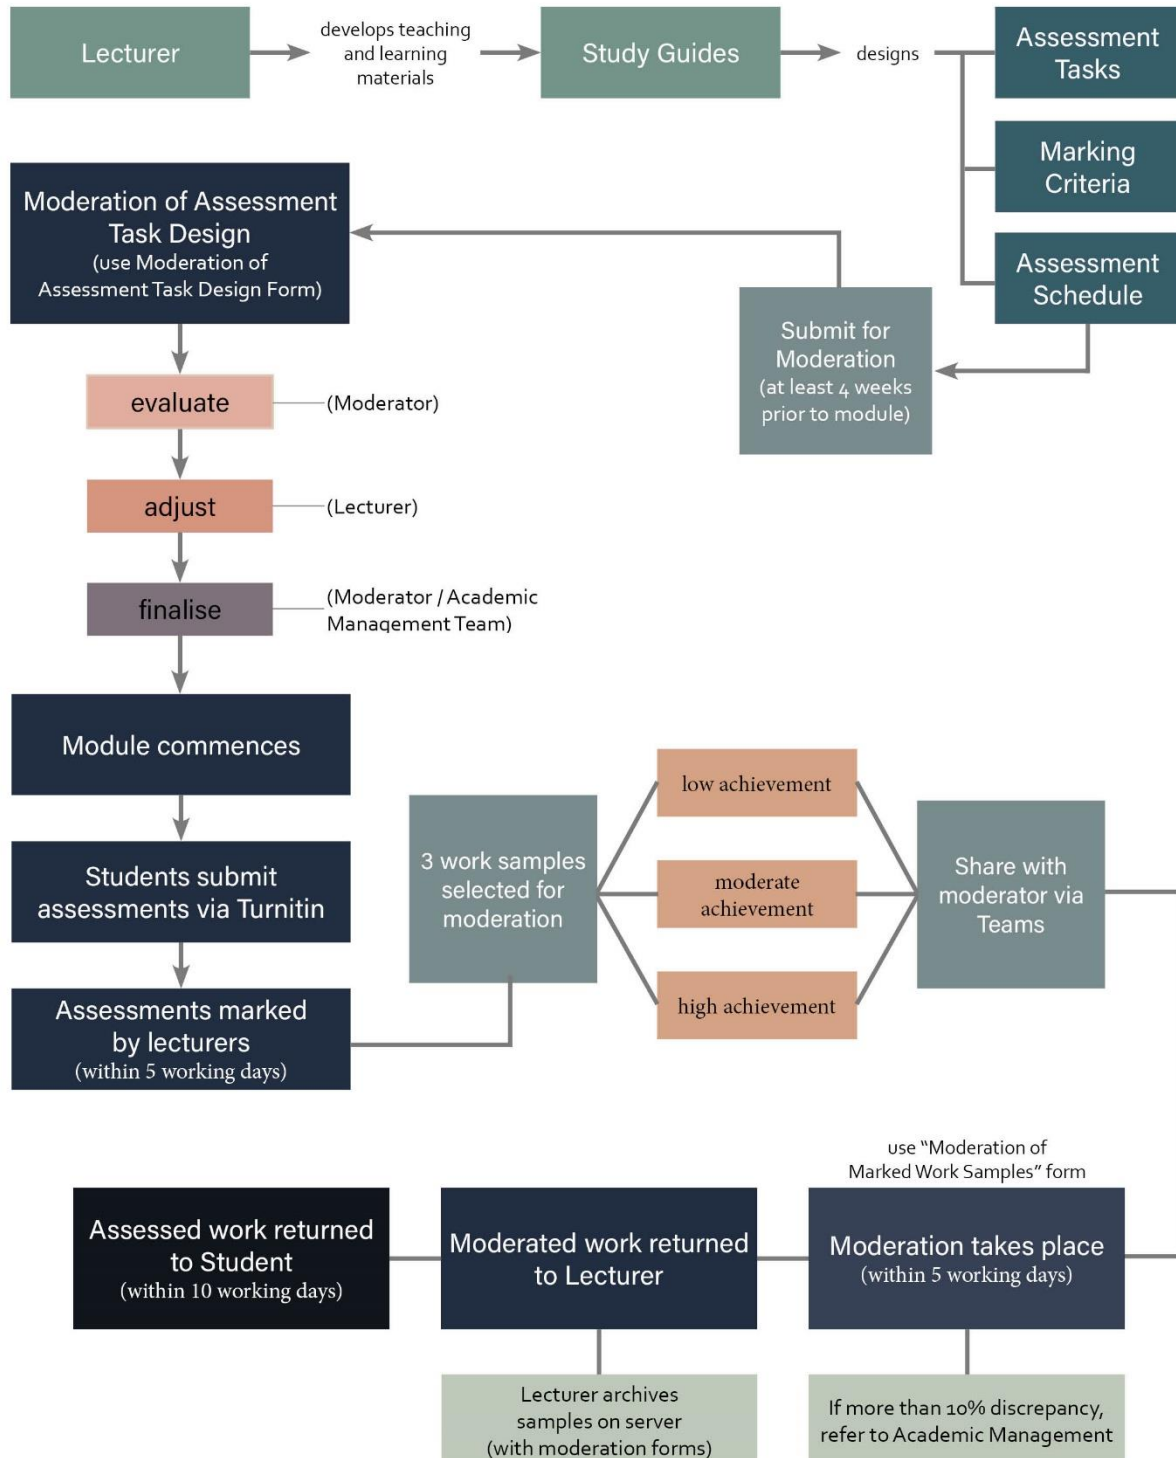 Lecturer
develops teaching
and learning
materials
Study Guides
designs
Assessment
Tasks
Marking
Criteria
Assessment
Schedule
Submit for
Moderation
(at least 4 weeks
prior to module)
Moderation of Assessment
Task Design
(use Moderation of
Assessment Task Design Form)
evaluate
(Moderator)
adjust
(Lecturer)
finalise
(Moderator / Academic
Management Team)
Module commences
Students submit
assessments via Turnitin
Assessments marked
by lecturers
(within 5 working days)
3 work samples
selected for
moderation
low achievement
moderate
achievement
high achievement
Share with
moderator via
Teams
use “Moderation of
Marked Work Samples” form
Moderation takes place
(within 5 working days)
If more than 10% discrepancy,
refer to Academic Management
Moderated work returned
to Lecturer
Lecturer archives
samples on server
(with moderation forms)
Assessed work returned
to Student
(within 10 working days)